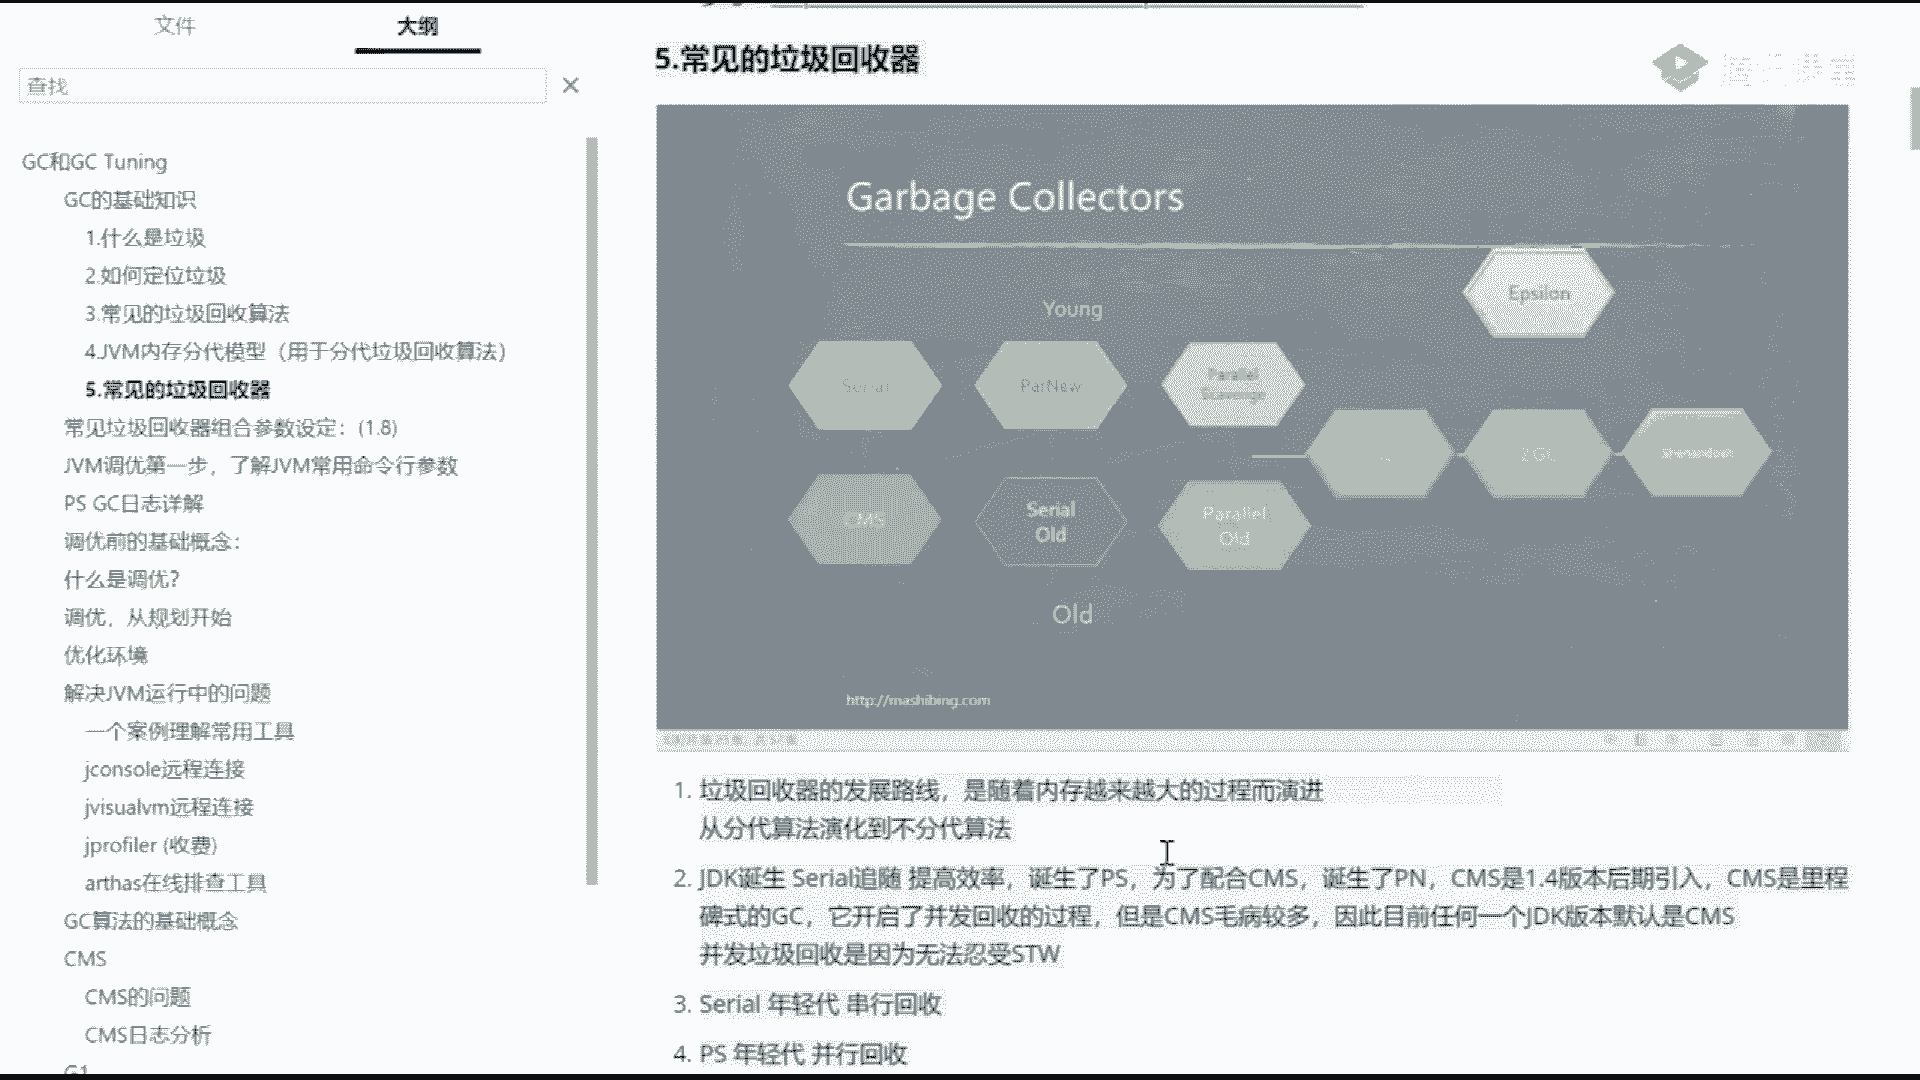 文件
大纲
查找
GC和GC Tuning
GC的基础知识
1.什么是垃圾
2.如何定位垃圾
3.常见的垃圾回收算法
4.JVM内存分代模型（用于分代垃圾回收算法）
5.常见的垃圾回收器
常见垃圾回收器组合参数设定：(1.8)
JVM调优第一步，了解JVM常用命令行参数
PS GC日志详解
调优前的基础概念：
什么是调优？
调优，从规划开始
优化环境
解决JVM运行中的问题
一个案例理解常用工具
jconsole远程连接
jvisualvm远程连接
jprofiler (收费)
arthas在线排查工具
GC算法的基础概念
CMS
CMS的问题
CMS日志分析
G1
5.常见的垃圾回收器
Garbage Collectors
Epsilon
Young
Serial
ParNew
Parallel
Scavenge
ZGC
Shenandoah
CMS
Serial
Old
Parallel
Old
Old
http://mashibing.com
1. 垃圾回收器的发展路线，是随着内存越来越大的过程而演进
从分代算法演化到不分代算法
2. JDK诞生 Serial追随 提高效率，诞生了PS，为了配合CMS，诞生了PN，CMS是1.4版本后期引入，CMS是里程
碑式的GC，它开启了并发回收的过程，但是CMS毛病较多，因此目前任何一个JDK版本默认是CMS
并发垃圾回收是因为无法忍受STW
3. Serial 年轻代 串行回收
4. PS 年轻代 并行回收